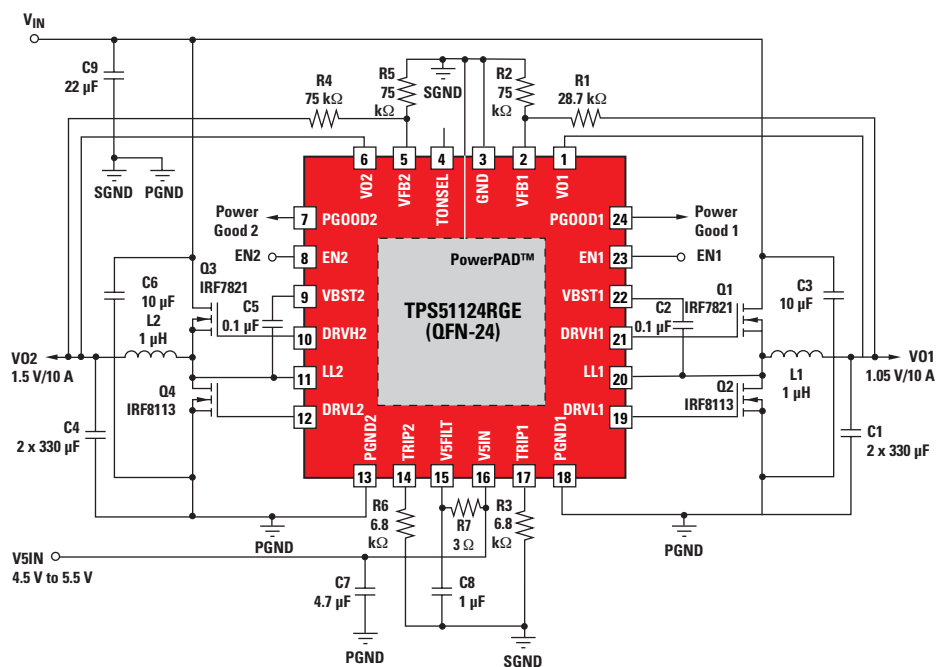 VIN
C9
22 µF
SGND
PGND
R4
75 kΩ
R5
75
kΩ
SGND
R2
75
kΩ
R1
28.7 kΩ
6
5
4
3
2
1
VO2
VFB2
TONSEL
GND
VFB1
VO1
Power
Good 2
7
PGOOD2
PGOOD1
24
Power
Good 1
EN2
8
EN2
EN1
23
EN1
PowerPAD™
TPS51124RGE
(QFN-24)
C6
10 µF
Q3
IRF7821
C5
0.1 µF
9
VBST2
VBST1
22
C2
0.1 µF
Q1
IRF7821
C3
10 µF
L2
1 µH
10
DRVH2
DRVH1
21
VO2
1.5 V/10 A
11
LL2
LL1
20
L1
1 µH
VO1
1.05 V/10 A
Q4
IRF8113
12
DRVL2
DRVL1
19
Q2
IRF8113
C4
2 x 330 µF
C1
2 x 330 µF
PGND2
TRIP2
V5FILT
V5IN
TRIP1
PGND1
13
14
15
16
17
18
PGND
R6
6.8
kΩ
R7
3 Ω
R3
6.8
kΩ
PGND
V5IN
4.5 V to 5.5 V
C7
4.7 µF
C8
1 µF
PGND
SGND